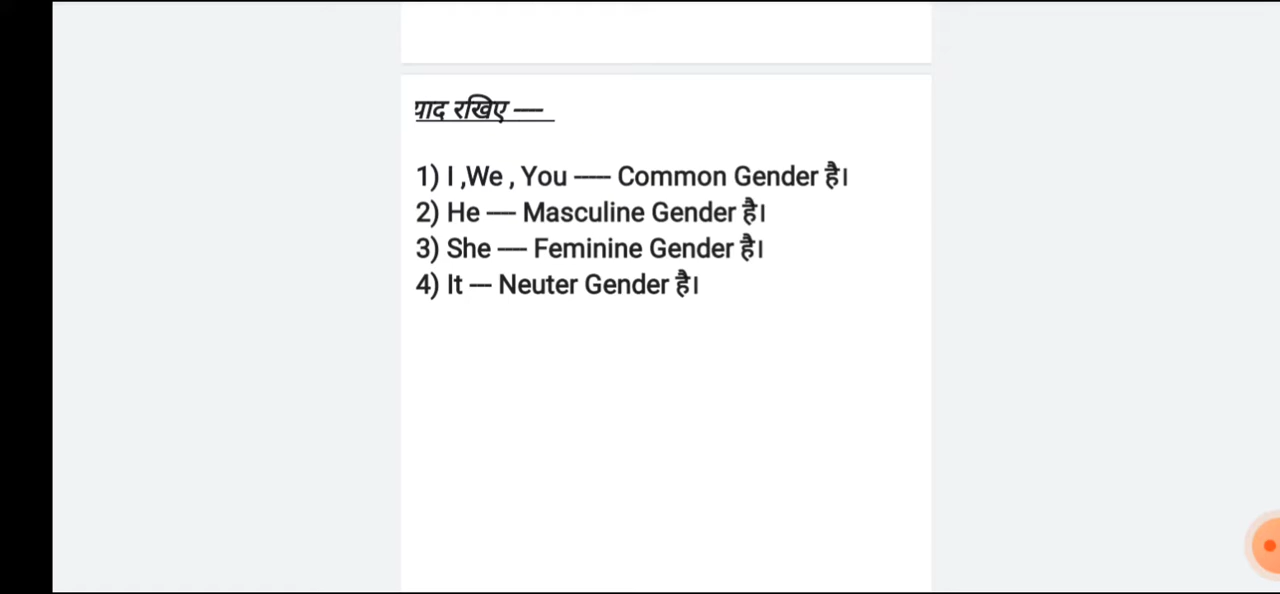 याद रखिए —
1) I ,We , You —– Common Gender है।
2) He –— Masculine Gender है।
3) She –— Feminine Gender है।
4) It –– Neuter Gender है।